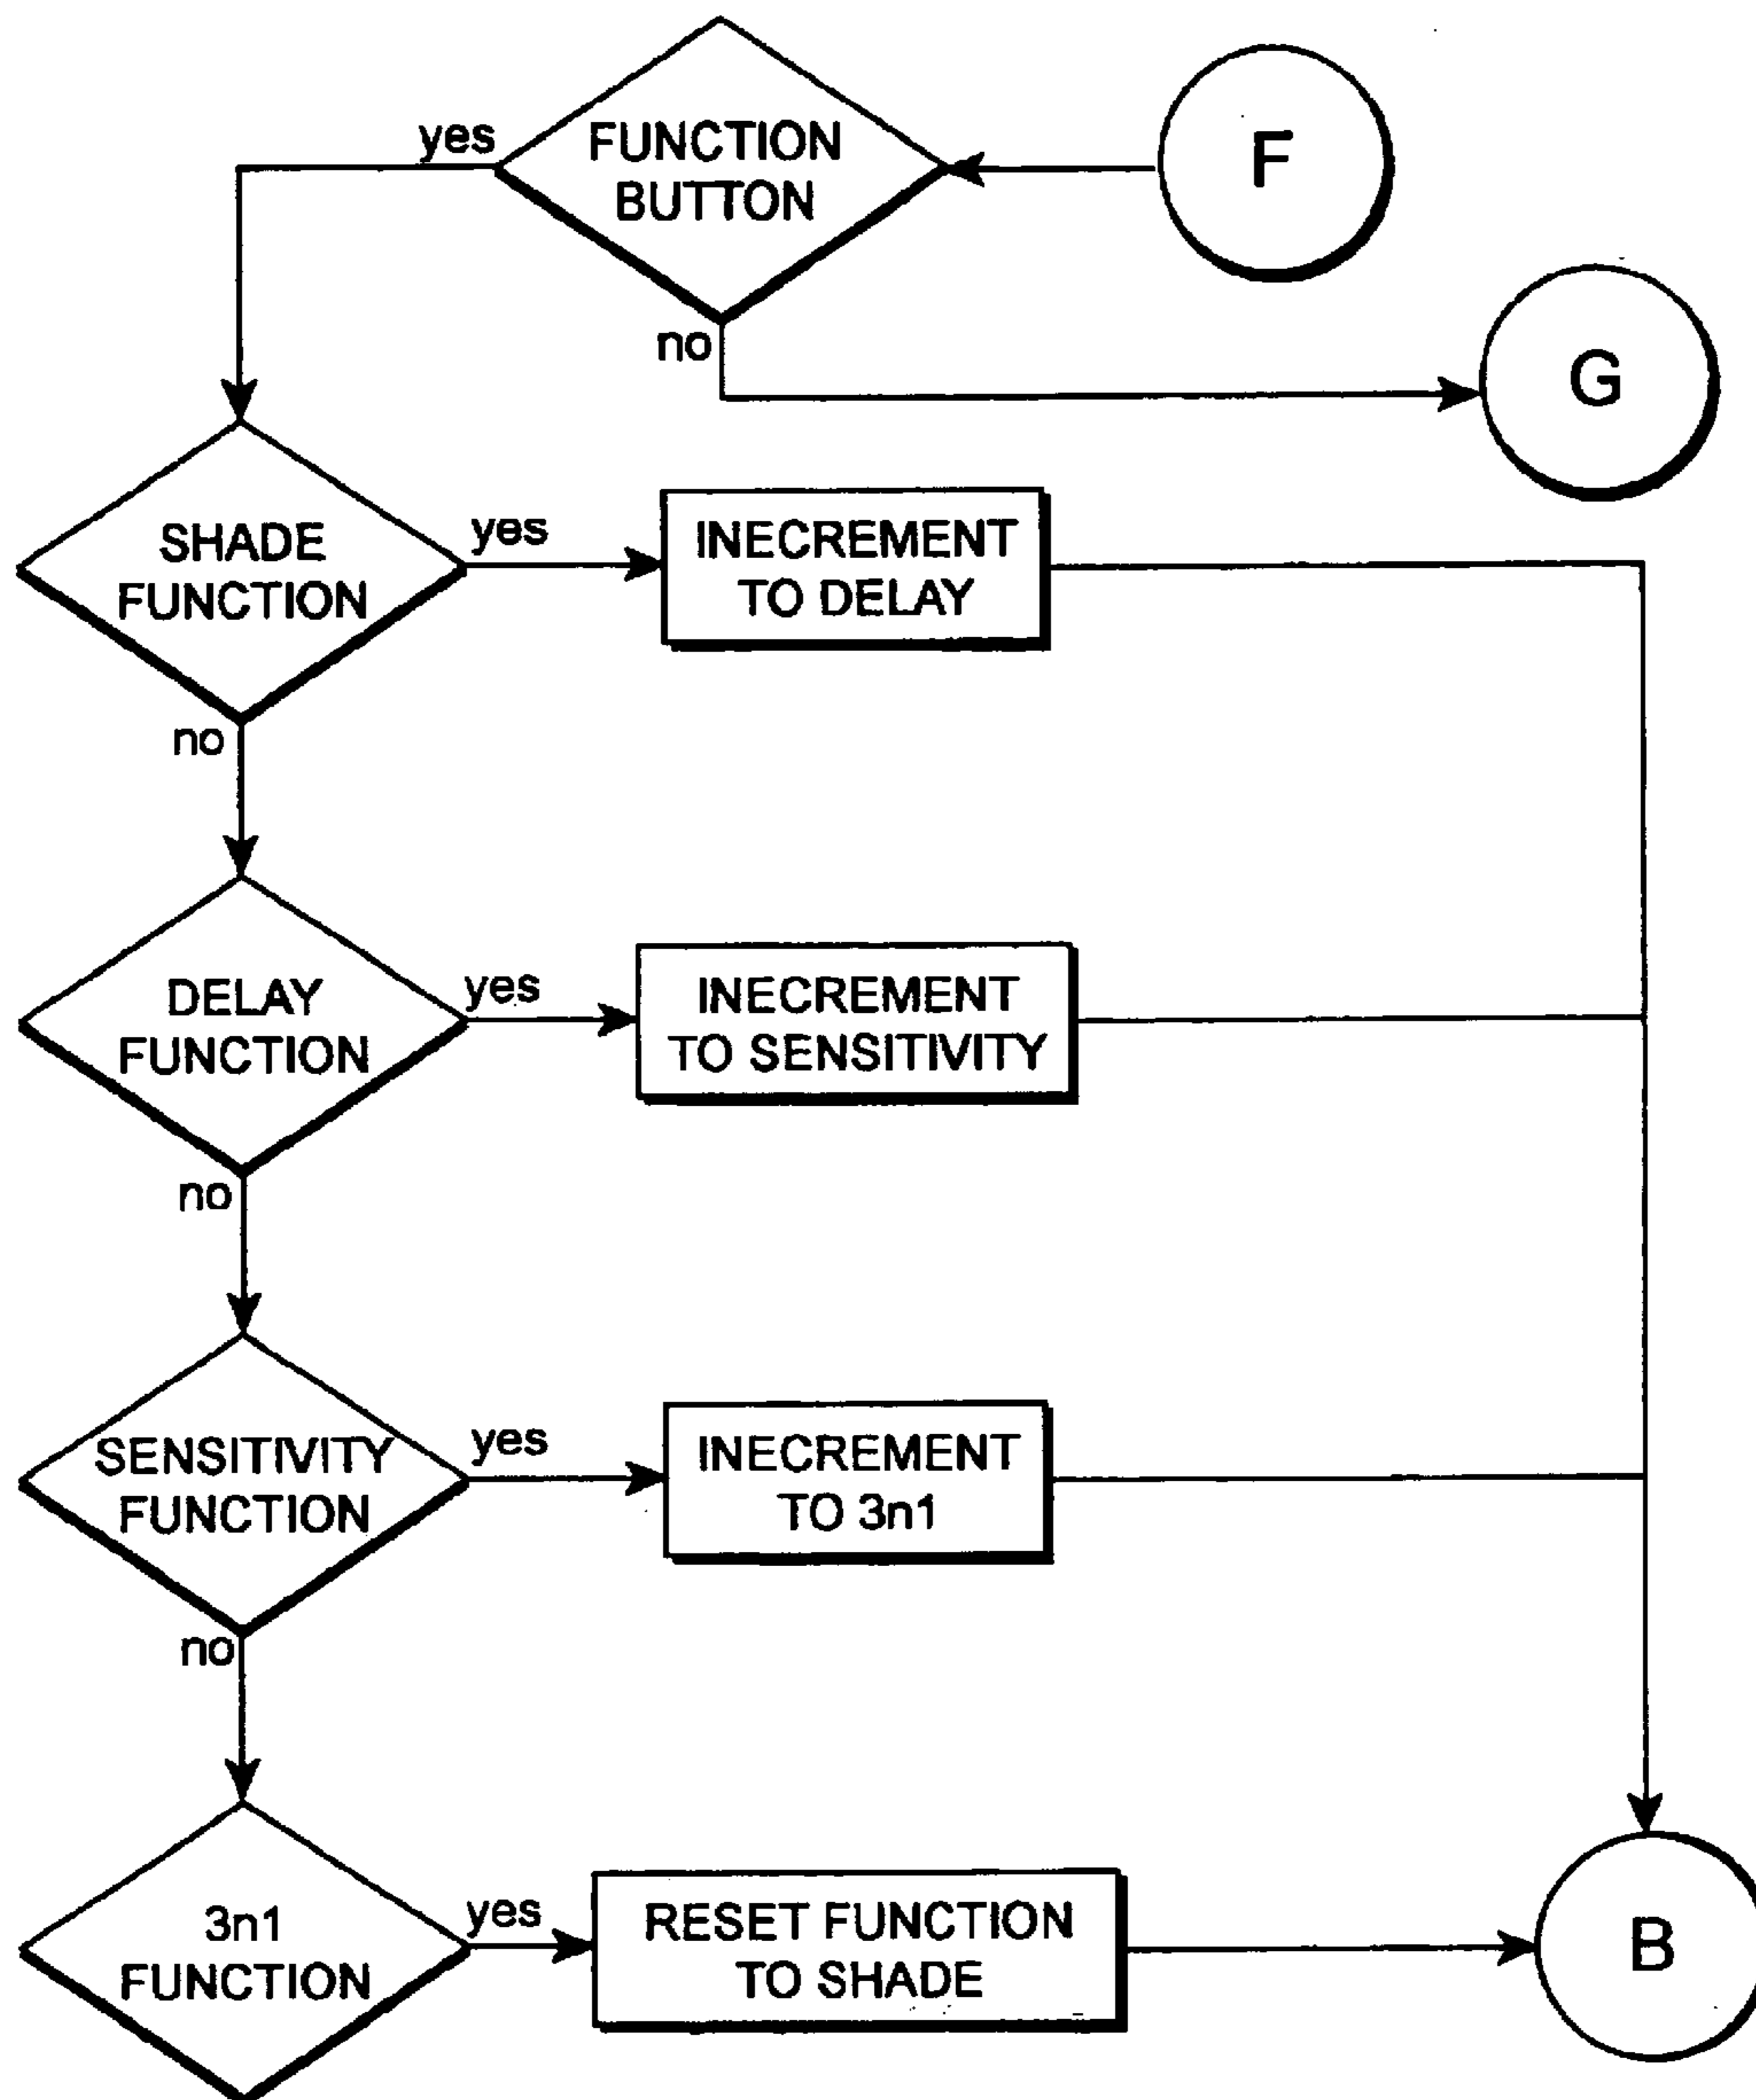 FUNCTION
BUTTON
F
yes
no
G
SHADE
FUNCTION
yes
INECREMENT
TO DELAY
no
DELAY
FUNCTION
yes
INECREMENT
TO SENSITIVITY
no
SENSITIVITY
FUNCTION
yes
INECREMENT
TO 3n1
no
3n1
FUNCTION
yes
RESET FUNCTION
TO SHADE
B